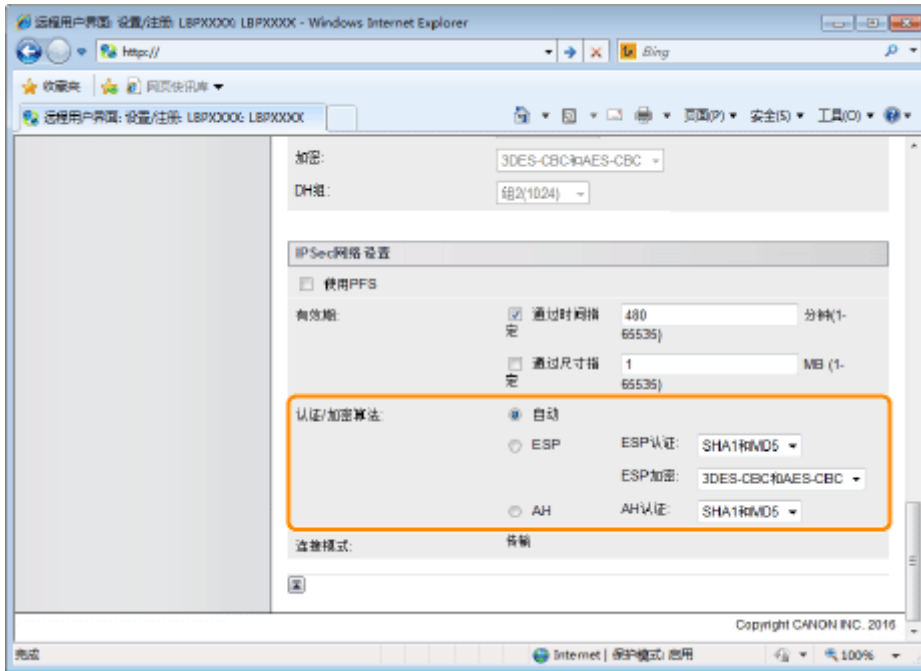 远程用户界面: 设置/注册: LBPXXXX: LBPXXXX - Windows Internet Explorer
http://
Bing
收藏夹 网页快讯库
远程用户界面: 设置/注册: LBPXXXX: LBPXXXX
页面(P) 安全(S) 工具(O)
加密: 3DES-CBC和AES-CBC
DH组: 组2(1024)
IPSec网络设置
使用PFS
有效期: 通过时间指定 480 分钟(1-65535)
通过尺寸指定 1 MB (1-65535)
认证/加密算法: 自动
ESP ESP认证: SHA1和MD5
ESP加密: 3DES-CBC和AES-CBC
AH AH认证: SHA1和MD5
连接模式: 传输
Copyright CANON INC. 2016
完成 Internet | 保护模式: 启用 100%